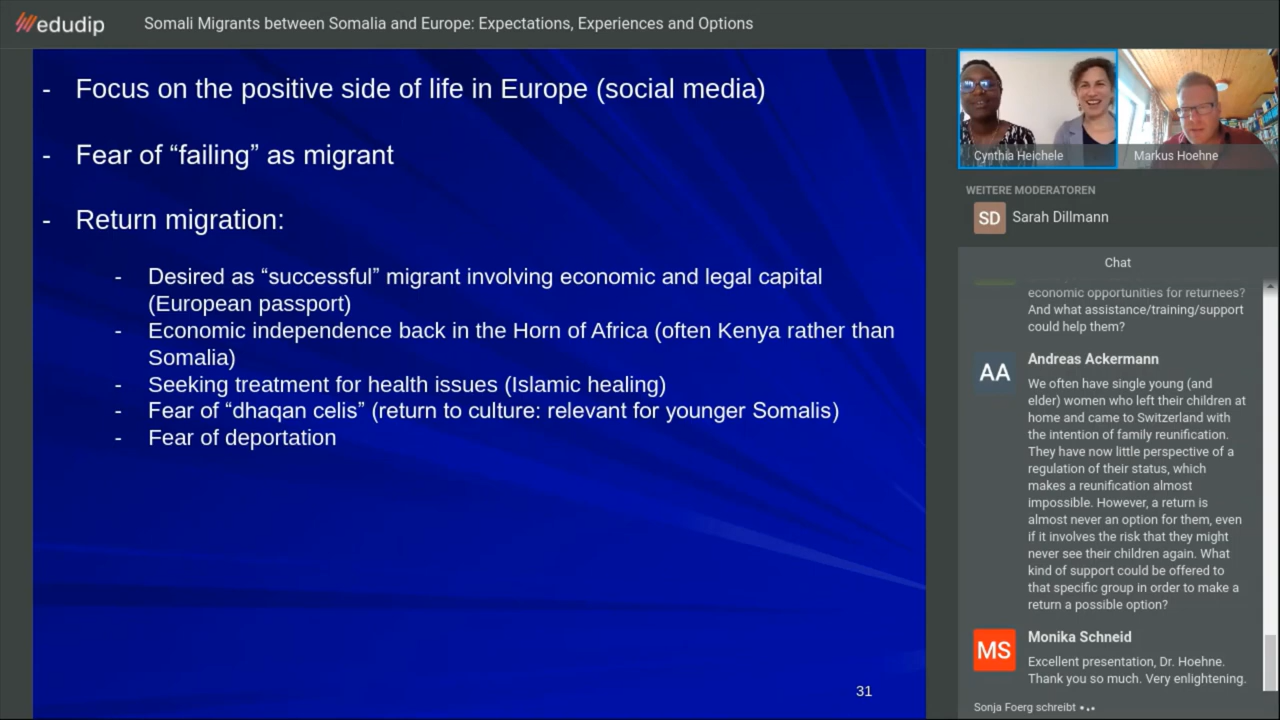 edudip
Somali Migrants between Somalia and Europe: Expectations, Experiences and Options
- Focus on the positive side of life in Europe (social media)
- Fear of “failing” as migrant
- Return migration:
- Desired as “successful” migrant involving economic and legal capital
(European passport)
- Economic independence back in the Horn of Africa (often Kenya rather than
Somalia)
- Seeking treatment for health issues (Islamic healing)
- Fear of “dhaqan celis” (return to culture: relevant for younger Somalis)
- Fear of deportation
31
Cynthia Heichele
Markus Hoehne
WEITERE MODERATOREN
SD
Sarah Dillmann
Chat
economic opportunities for returnees?
And what assistance/training/support
could help them?
AA
Andreas Ackermann
We often have single young (and
elder) women who left their children at
home and came to Switzerland with
the intention of family reunification.
They have now little perspective of a
regulation of their status, which
makes a reunification almost
impossible. However, a return is
almost never an option for them, even
if it involves the risk that they might
never see their children again. What
kind of support could be offered to
that specific group in order to make a
return a possible option?
MS
Monika Schneid
Excellent presentation, Dr. Hoehne.
Thank you so much. Very enlightening.
Sonja Foerg schreibt